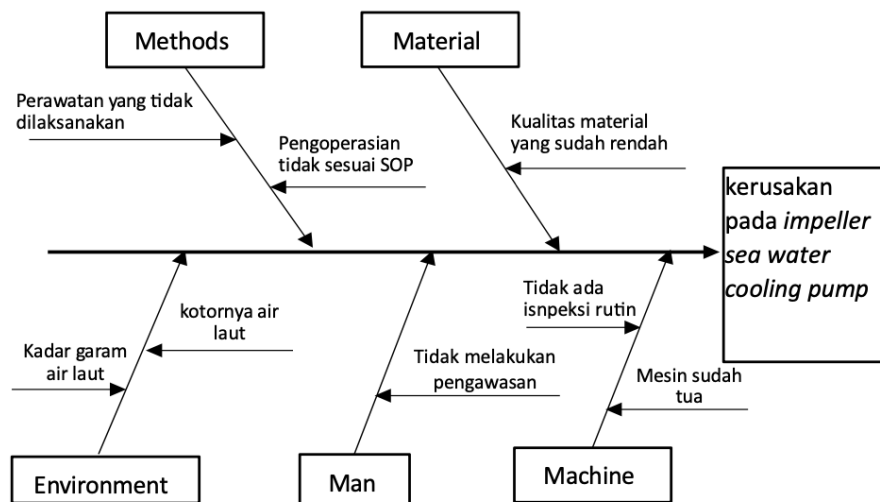 Methods
Material
Perawatan yang tidak
dilaksanakan
Pengoperasian
tidak sesuai SOP
Kualitas material
yang sudah rendah
kerusakan
pada impeller
sea water
cooling pump
Tidak ada
isnpeksi rutin
kotornya air
laut
Kadar garam
air laut
Tidak melakukan
pengawasan
Mesin sudah
tua
Environment
Man
Machine